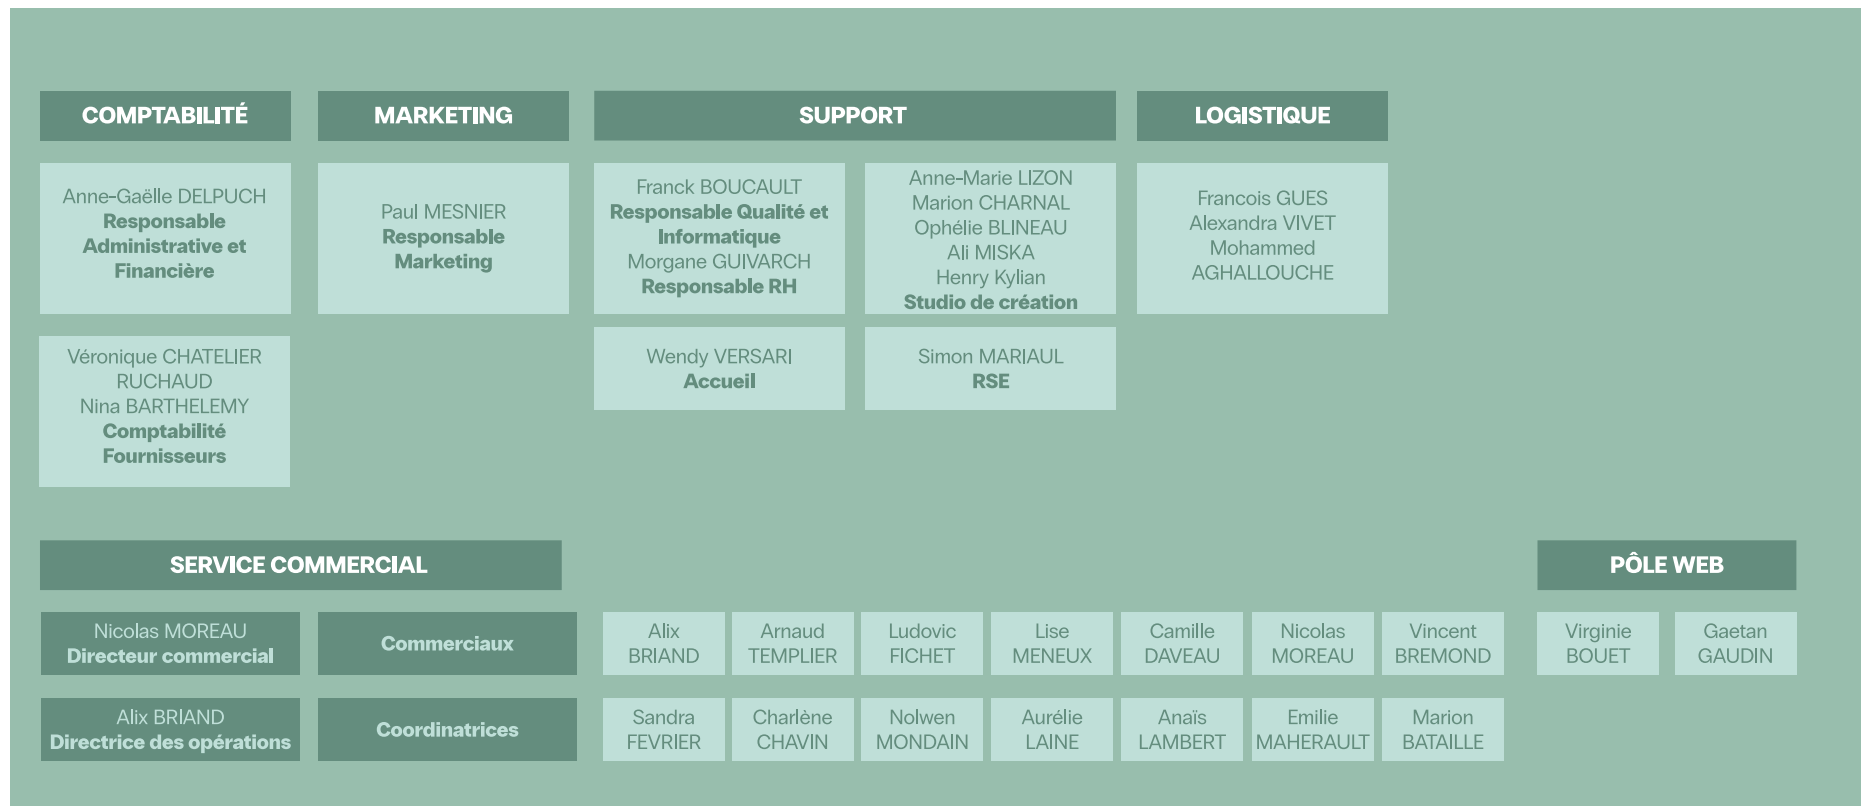 COMPTABILITÉ
Anne-Gaëlle DELPUCH
Responsable
Administrative et
Financière
Véronique CHATELIER
RUCHAUD
Nina BARTHELEMY
Comptabilité
Fournisseurs
MARKETING
Paul MESNIER
Responsable
Marketing
SUPPORT
Franck BOUCAULT
Responsable Qualité et
Informatique
Morgane GUIVARCH
Responsable RH
Anne-Marie LIZON
Marion CHARNAL
Ophélie BLINEAU
Ali MISKA
Henry Kylian
Studio de création
Wendy VERSARI
Accueil
Simon MARIAUL
RSE
LOGISTIQUE
Francois GUES
Alexandra VIVET
Mohammed
AGHALLOUCHE
SERVICE COMMERCIAL
Nicolas MOREAU
Directeur commercial
Commerciaux
Alix
BRIAND
Arnaud
TEMPLIER
Ludovic
FICHET
Lise
MENEUX
Camille
DAVEAU
Nicolas
MOREAU
Vincent
BREMOND
Alix BRIAND
Directrice des opérations
Coordinatrices
Sandra
FEVRIER
Charlène
CHAVIN
Nolwen
MONDAIN
Aurélie
LAINE
Anaïs
LAMBERT
Emilie
MAHERAULT
Marion
BATAILLE
PÔLE WEB
Virginie
BOUET
Gaetan
GAUDIN